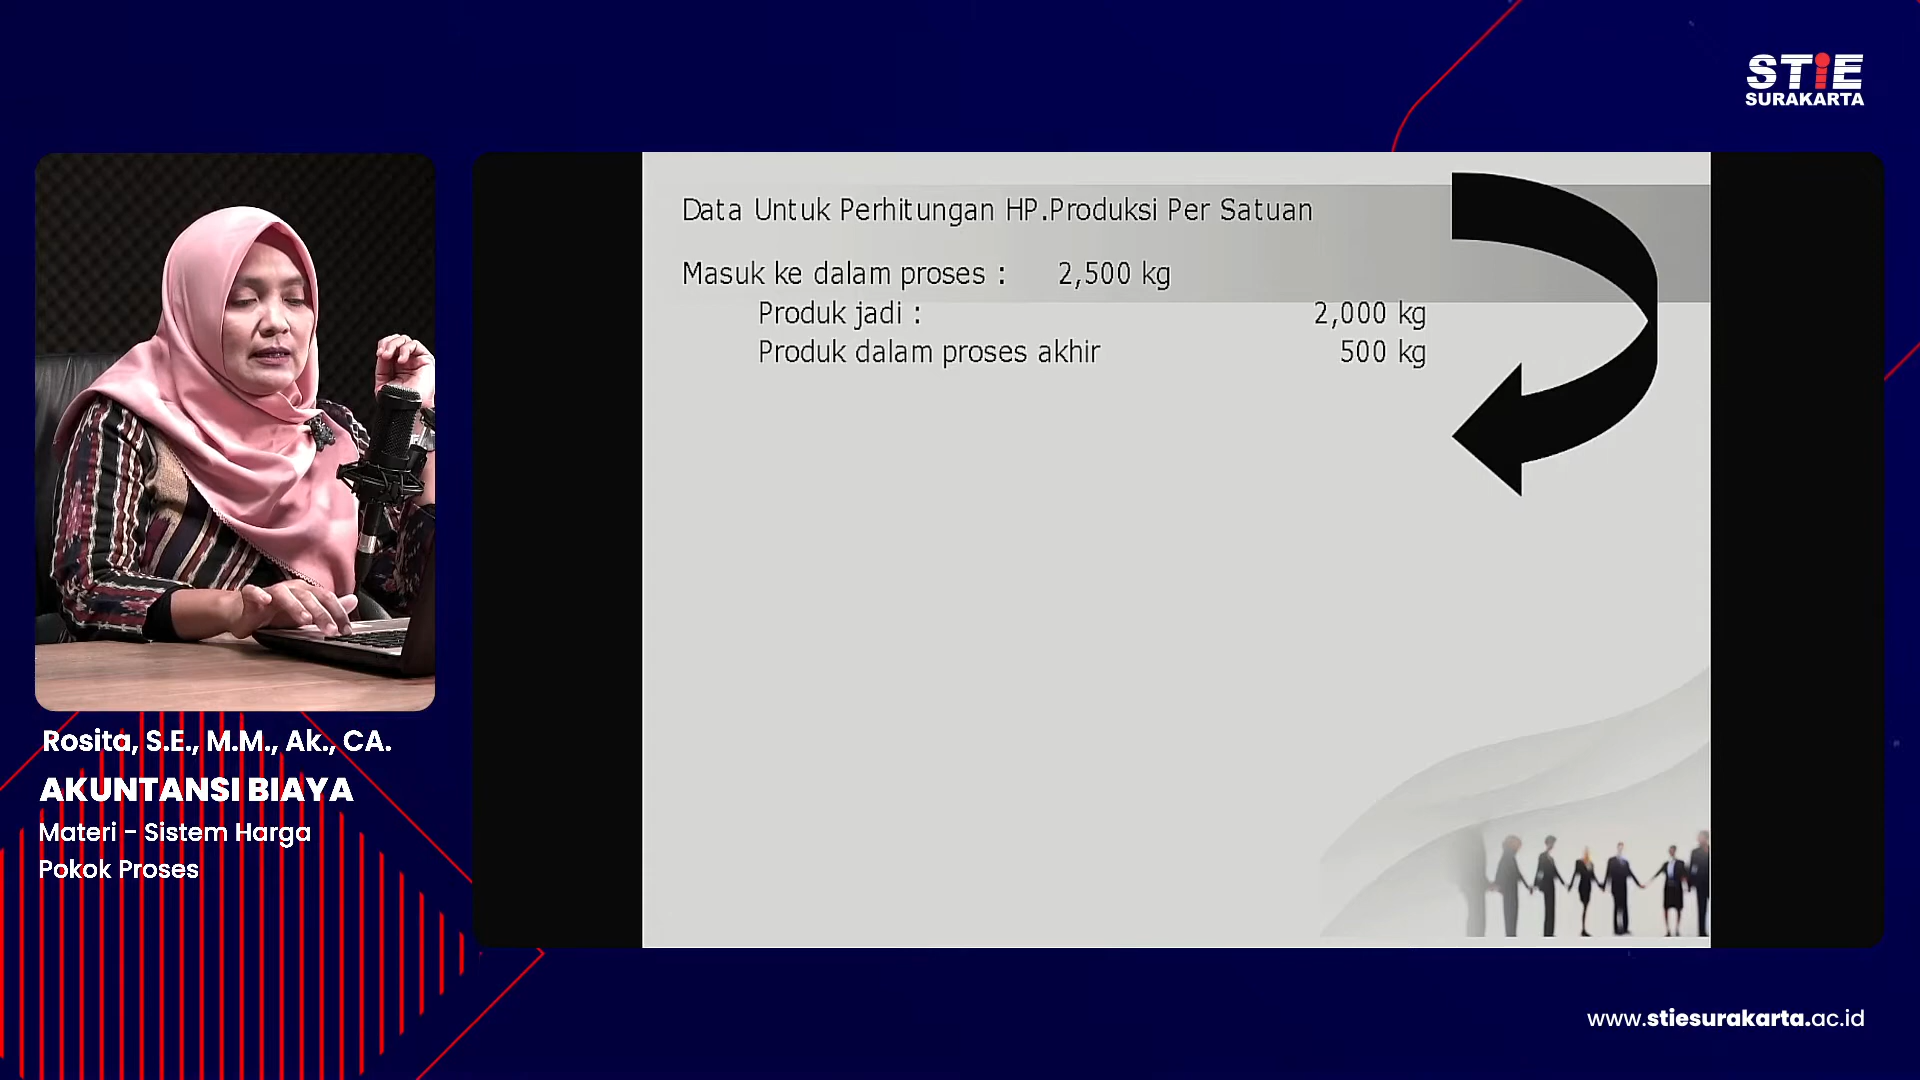 STiE
SURAKARTA
Data Untuk Perhitungan HP.Produksi Per Satuan
Masuk ke dalam proses : 2,500 kg
Produk jadi : 2,000 kg
Produk dalam proses akhir 500 kg
Rosita, S.E., M.M., Ak., CA.
AKUNTANSI BIAYA
Materi - Sistem Harga
Pokok Proses
www.stiesurakarta.ac.id